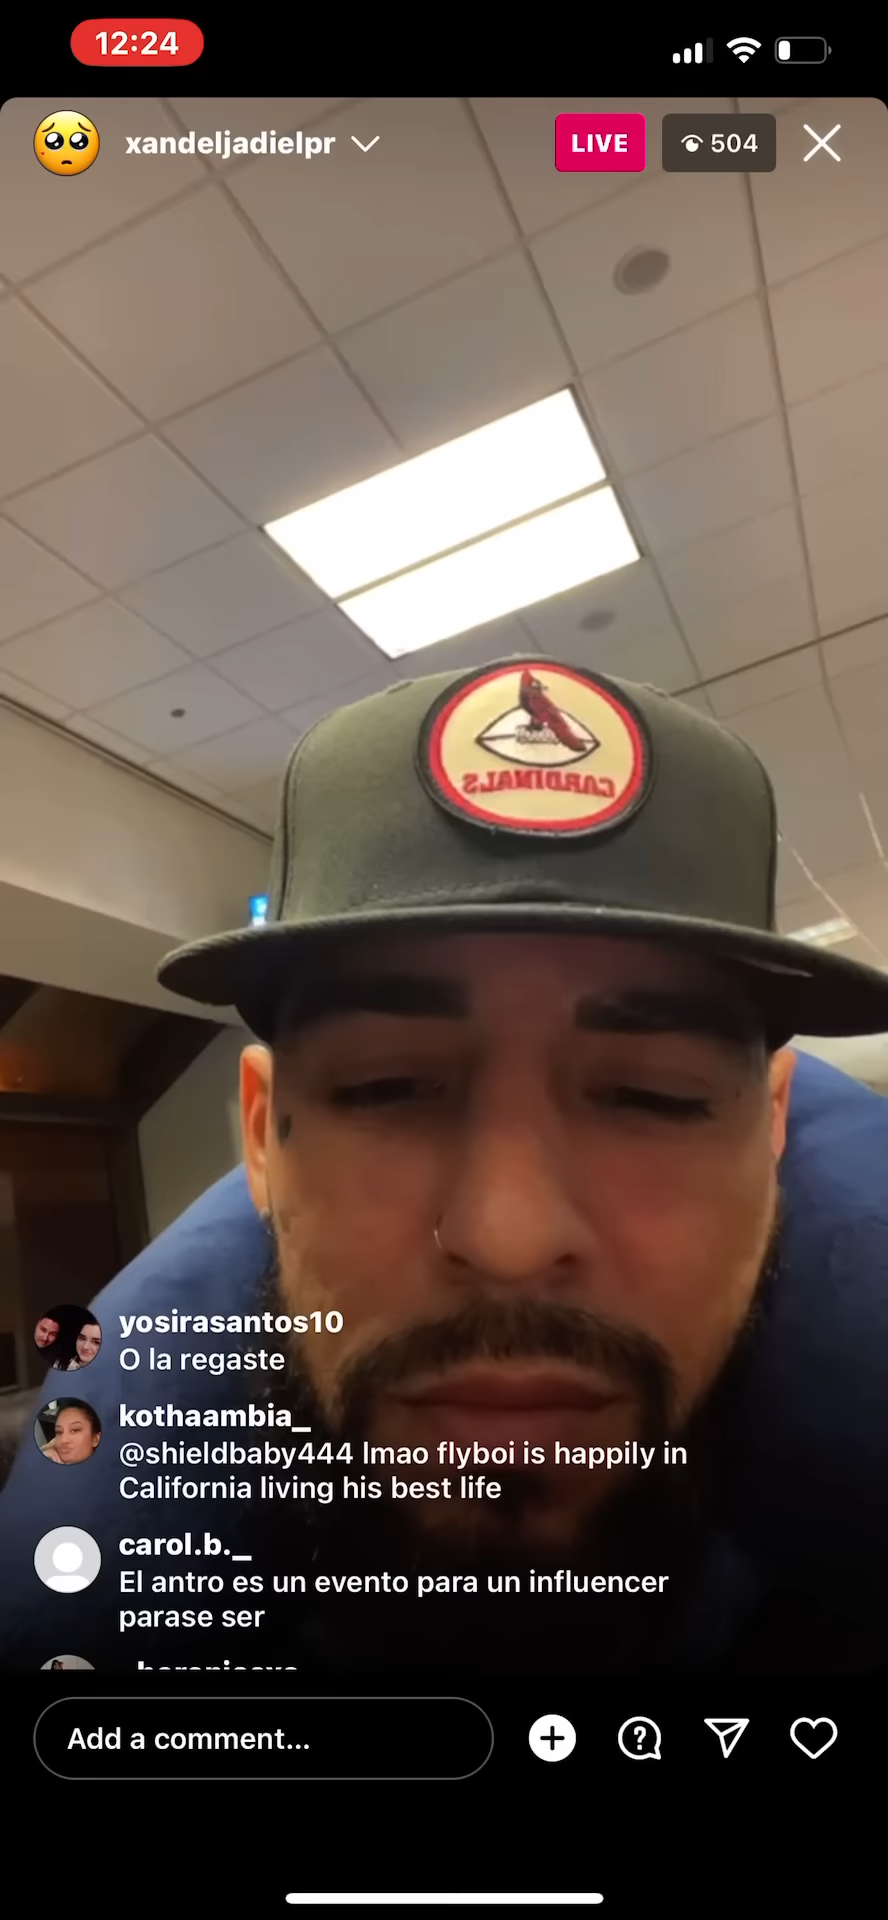 12:24
xandeljadielpr
LIVE
504
CARDINALS
yosirasantos10
O la regaste
kothaambia_
@shieldbaby444 lmao flyboi is happily in
California living his best life
carol.b._
El antro es un evento para un influencer
parase ser
Add a comment...